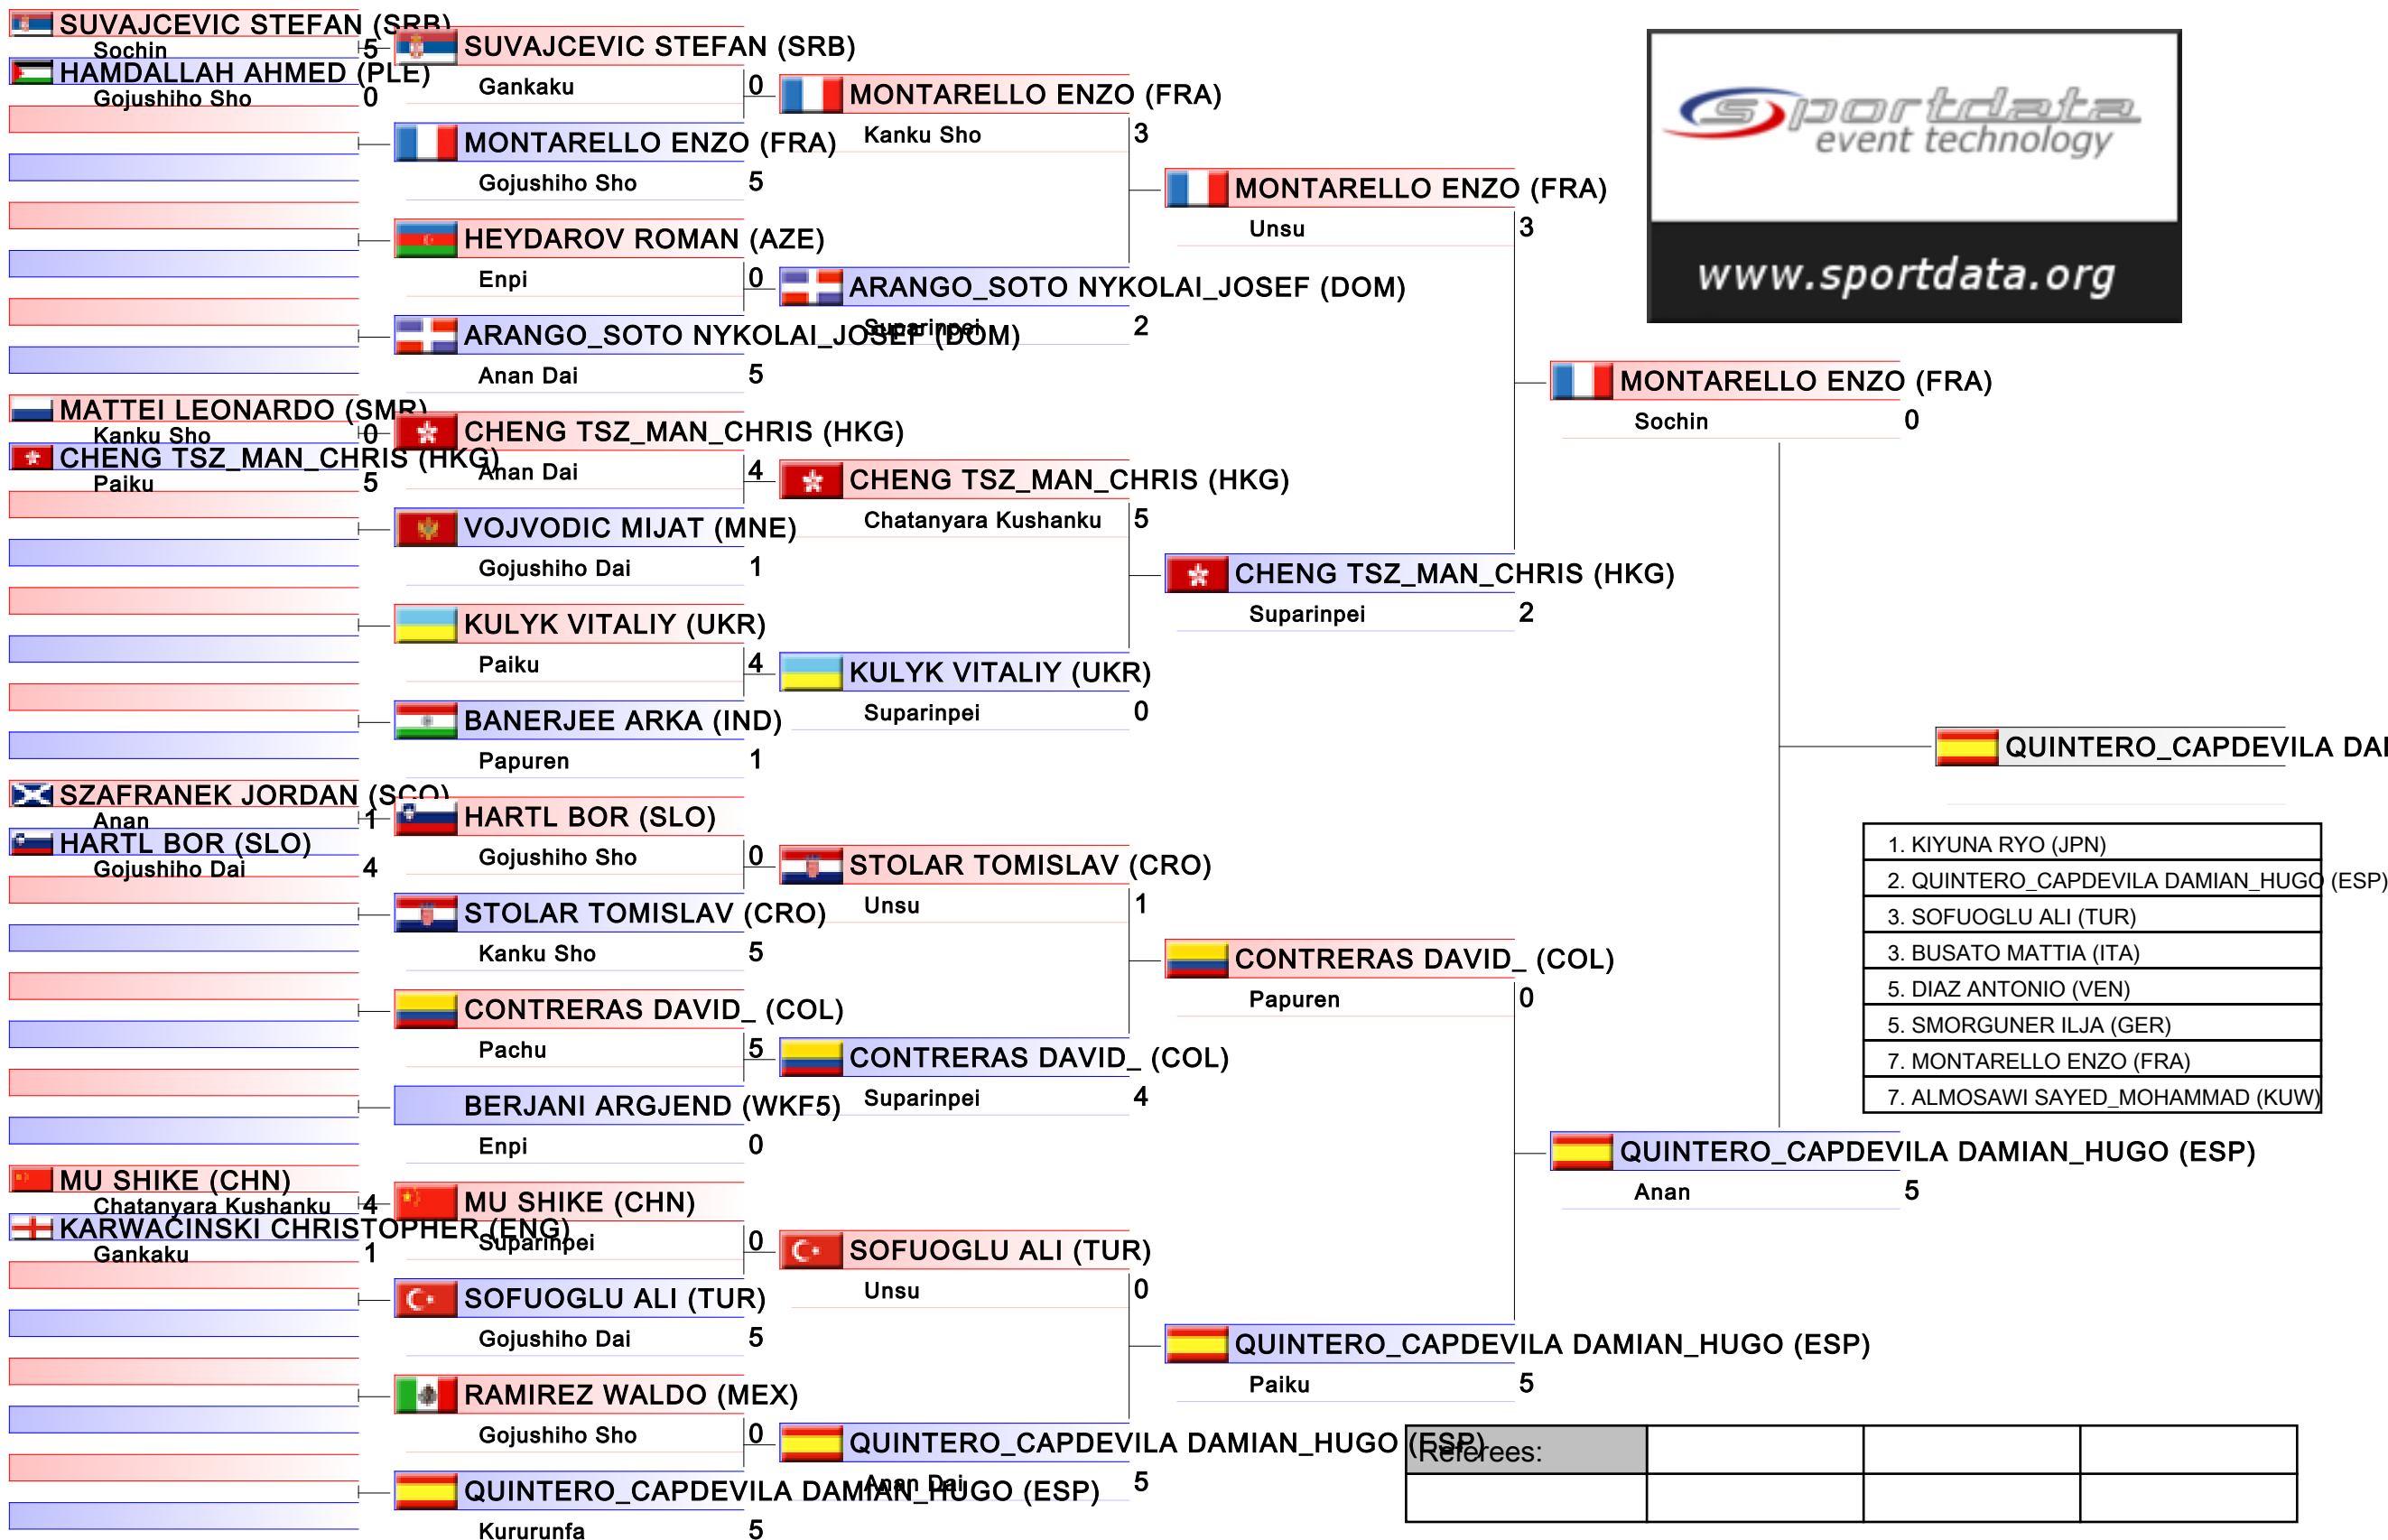 SUVAJCEVIC STEFAN (SRB)
Sochin 5
HAMDALLAH AHMED (PLE)
Gojushiho Sho 0
MATTEI LEONARDO (SMR)
Kanku Sho 0
CHENG TSZ_MAN_CHRIS (HKG)
Paiku 5
SZAFRANEK JORDAN (SCO)
Anan 1
HARTL BOR (SLO)
Gojushiho Dai 4
MU SHIKE (CHN)
Chatanyara Kushanku 4
KARWACINSKI CHRISTOPHER (ENG)
Gankaku 1
SUVAJCEVIC STEFAN (SRB)
Gankaku 0
MONTARELLO ENZO (FRA)
Gojushiho Sho 5
HEYDAROV ROMAN (AZE)
Enpi 0
ARANGO_SOTO NYKOLAI_JOSEF (DOM)
Anan Dai 5
CHENG TSZ_MAN_CHRIS (HKG)
Anan Dai 4
VOJVODIC MIJAT (MNE)
Gojushiho Dai 1
KULYK VITALIY (UKR)
Paiku 4
BANERJEE ARKA (IND)
Papuren 1
HARTL BOR (SLO)
Gojushiho Sho 0
STOLAR TOMISLAV (CRO)
Kanku Sho 5
CONTRERAS DAVID_ (COL)
Pachu 5
BERJANI ARGJEND (WKF5)
Enpi 0
MU SHIKE (CHN)
Suparinpei 0
SOFUOGLU ALI (TUR)
Gojushiho Dai 5
RAMIREZ WALDO (MEX)
Gojushiho Sho 0
QUINTERO_CAPDEVILA DAMIAN_HUGO (ESP)
Kururunfa 5
MONTARELLO ENZO (FRA)
Kanku Sho 3
ARANGO_SOTO NYKOLAI_JOSEF (DOM)
Suparinpei 2
CHENG TSZ_MAN_CHRIS (HKG)
Chatanyara Kushanku 5
KULYK VITALIY (UKR)
Suparinpei 0
STOLAR TOMISLAV (CRO)
Unsu 1
CONTRERAS DAVID_ (COL)
Suparinpei 4
SOFUOGLU ALI (TUR)
Unsu 0
QUINTERO_CAPDEVILA DAMIAN_HUGO (ESP)
Anan Dai 5
MONTARELLO ENZO (FRA)
Unsu 3
CHENG TSZ_MAN_CHRIS (HKG)
Suparinpei 2
CONTRERAS DAVID_ (COL)
Papuren 0
QUINTERO_CAPDEVILA DAMIAN_HUGO (ESP)
Paiku 5
MONTARELLO ENZO (FRA)
Sochin 0
QUINTERO_CAPDEVILA DAMIAN_HUGO (ESP)
Anan 5
sportdata
event technology
www.sportdata.org
QUINTERO_CAPDEVILA DA
1. KIYUNA RYO (JPN)
2. QUINTERO_CAPDEVILA DAMIAN_HUGO (ESP)
3. SOFUOGLU ALI (TUR)
3. BUSATO MATTIA (ITA)
5. DIAZ ANTONIO (VEN)
5. SMORGUNER ILJA (GER)
7. MONTARELLO ENZO (FRA)
7. ALMOSAWI SAYED_MOHAMMAD (KUW)
Referees: